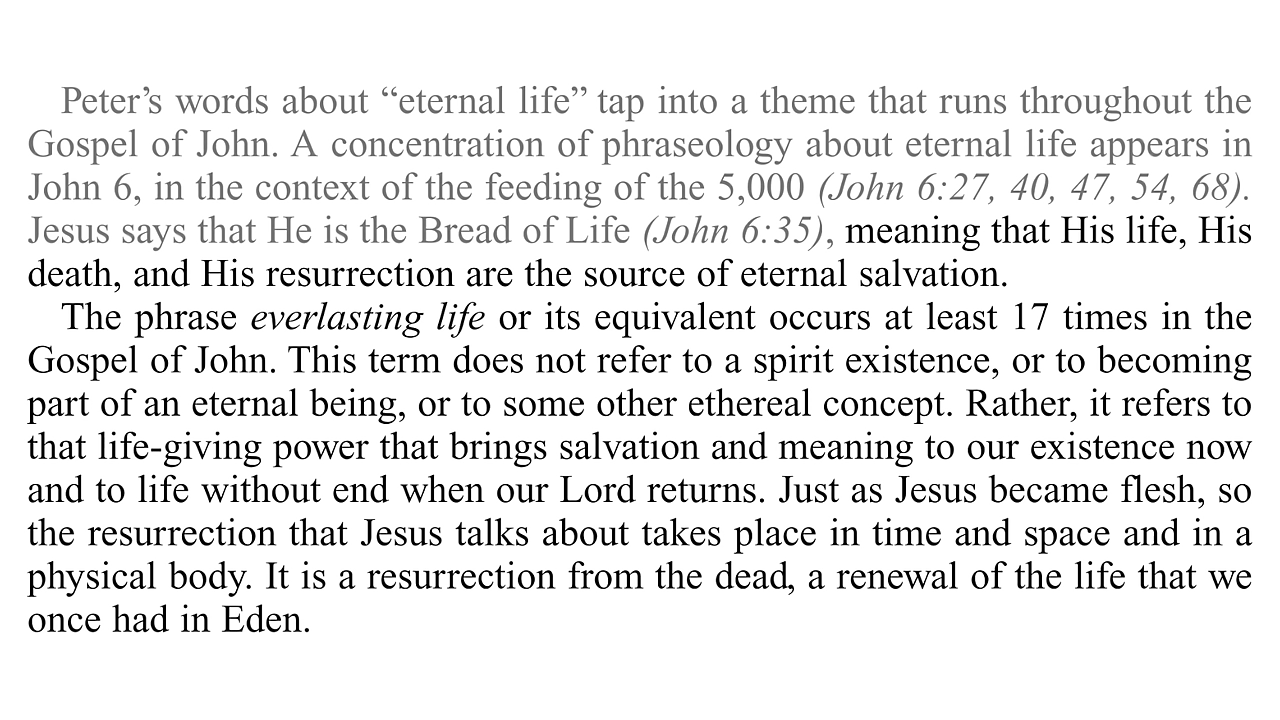 Peter’s words about “eternal life” tap into a theme that runs throughout the
Gospel of John. A concentration of phraseology about eternal life appears in
John 6, in the context of the feeding of the 5,000 (John 6:27, 40, 47, 54, 68).
Jesus says that He is the Bread of Life (John 6:35), meaning that His life, His
death, and His resurrection are the source of eternal salvation.
The phrase everlasting life or its equivalent occurs at least 17 times in the
Gospel of John. This term does not refer to a spirit existence, or to becoming
part of an eternal being, or to some other ethereal concept. Rather, it refers to
that life-giving power that brings salvation and meaning to our existence now
and to life without end when our Lord returns. Just as Jesus became flesh, so
the resurrection that Jesus talks about takes place in time and space and in a
physical body. It is a resurrection from the dead, a renewal of the life that we
once had in Eden.